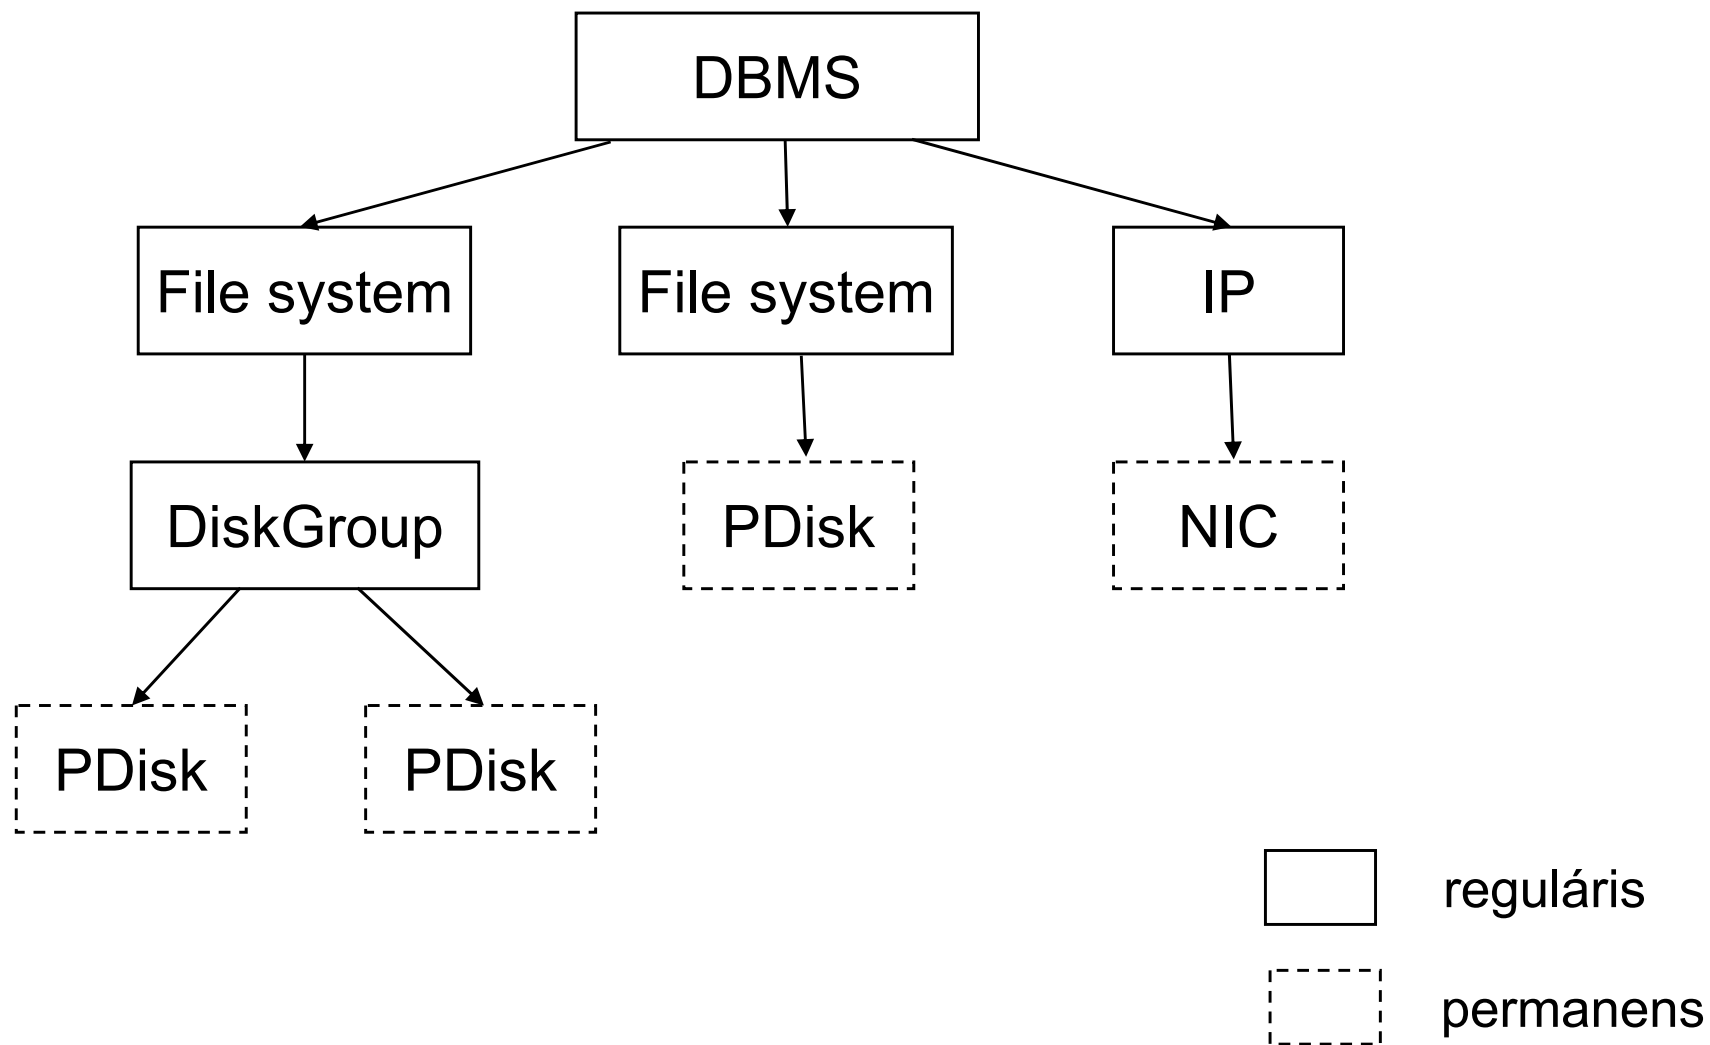 DBMS
File system
File system
IP
DiskGroup
PDisk
NIC
PDisk
PDisk
reguláris
permanens